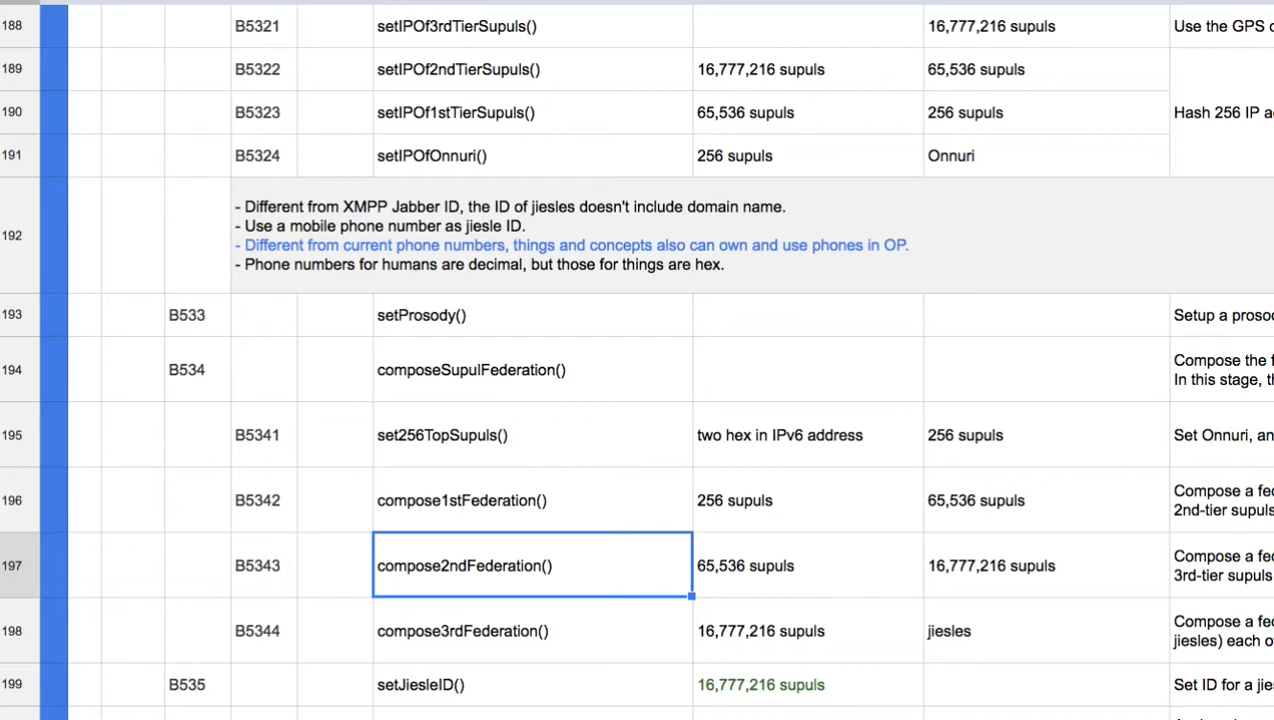 188 B5321 setIPOf3rdTierSupuls() 16,777,216 supuls Use the GPS
189 B5322 setIPOf2ndTierSupuls() 16,777,216 supuls 65,536 supuls
190 B5323 setIPOf1stTierSupuls() 65,536 supuls 256 supuls Hash 256 IP
191 B5324 setIPOfOnnuri() 256 supuls Onnuri
192
- Different from XMPP Jabber ID, the ID of jiesles doesn't include domain name.
- Use a mobile phone number as jiesle ID.
- Different from current phone numbers, things and concepts also can own and use phones in OP.
- Phone numbers for humans are decimal, but those for things are hex.
193 B533 setProsody() Setup a
194 B534 composeSupulFederation() Compose the
In this stage,
195 B5341 set256TopSupuls() two hex in IPv6 address 256 supuls Set Onnuri,
196 B5342 compose1stFederation() 256 supuls 65,536 supuls Compose a
2nd-tier supuls
197 B5343 compose2ndFederation() 65,536 supuls 16,777,216 supuls Compose a
3rd-tier supuls
198 B5344 compose3rdFederation() 16,777,216 supuls jiesles Compose a
jiesles) each
199 B535 setJiesleID() 16,777,216 supuls Set ID for a